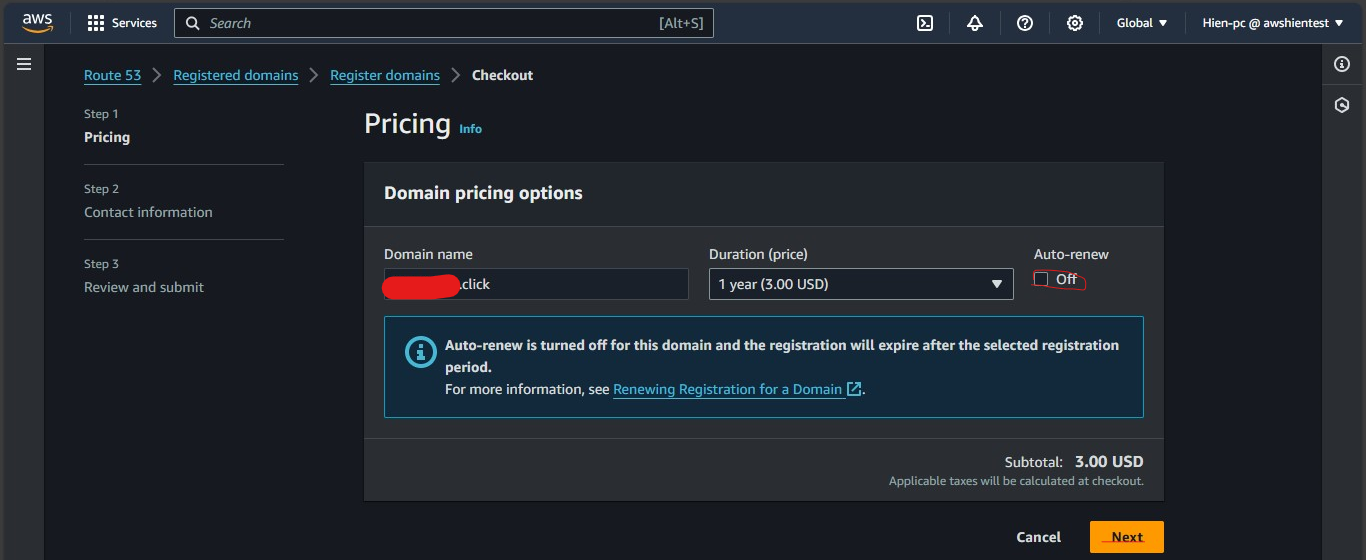 aws
Services
Search
[Alt+S]
Global
Hien-pc @ awshientest
Route 53
Registered domains
Register domains
Checkout
Step 1
Pricing
Step 2
Contact information
Step 3
Review and submit
Pricing
Info
Domain pricing options
Domain name
.click
Duration (price)
1 year (3.00 USD)
Auto-renew
Off
Auto-renew is turned off for this domain and the registration will expire after the selected registration
period.
For more information, see Renewing Registration for a Domain.
Subtotal: 3.00 USD
Applicable taxes will be calculated at checkout.
Cancel
Next